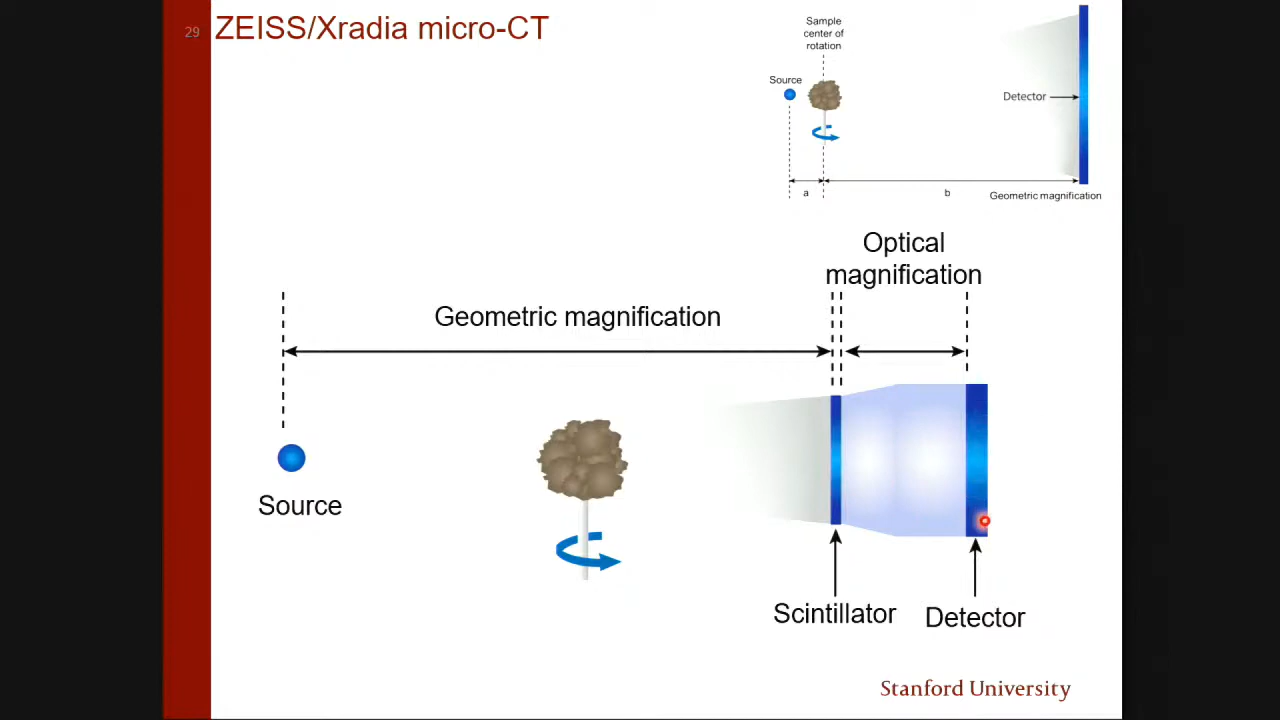 29
ZEISS/Xradia micro-CT
Sample
center of
rotation
Source
Detector
a
b
Geometric magnification
Optical
magnification
Geometric magnification
Source
Scintillator
Detector
Stanford University